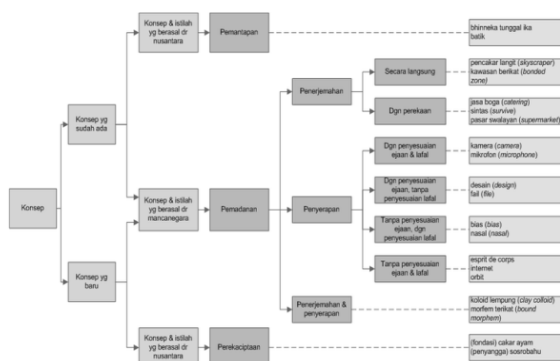 Konsep
Konsep yg
sudah ada
Konsep yg
baru
Konsep & istilah
yg berasal dr
nusantara
Konsep & istilah
yg berasal dr
mancanegara
Konsep & istilah
yg berasal dr
nusantara
Pemantapan
Pemadanan
Perekaciptaan
Penerjemahan
Penyerapan
Penerjemahan &
penyerapan
Secara langsung
Dgn perekaan
Dgn penyesuaian
ejaan & lafal
Dgn penyesuaian
ejaan, tanpa
penyesuaian lafal
Tanpa penyesuaian
ejaan, dgn
penyesuaian lafal
Tanpa penyesuaian
ejaan & lafal
bhinneka tunggal ika
batik
pencakar langit (skyscraper)
kawasan berikat (bonded
zone)
jasa boga (catering)
sintas (survive)
pasar swalayan (supermarket)
kamera (camera)
mikrofon (microphone)
desain (design)
fail (file)
bias (bias)
nasal (nasal)
esprit de corps
internet
orbit
koloid lempung (clay colloid)
morfem terikat (bound
morphem)
(fondasi) cakar ayam
(penyangga) sosrobahu